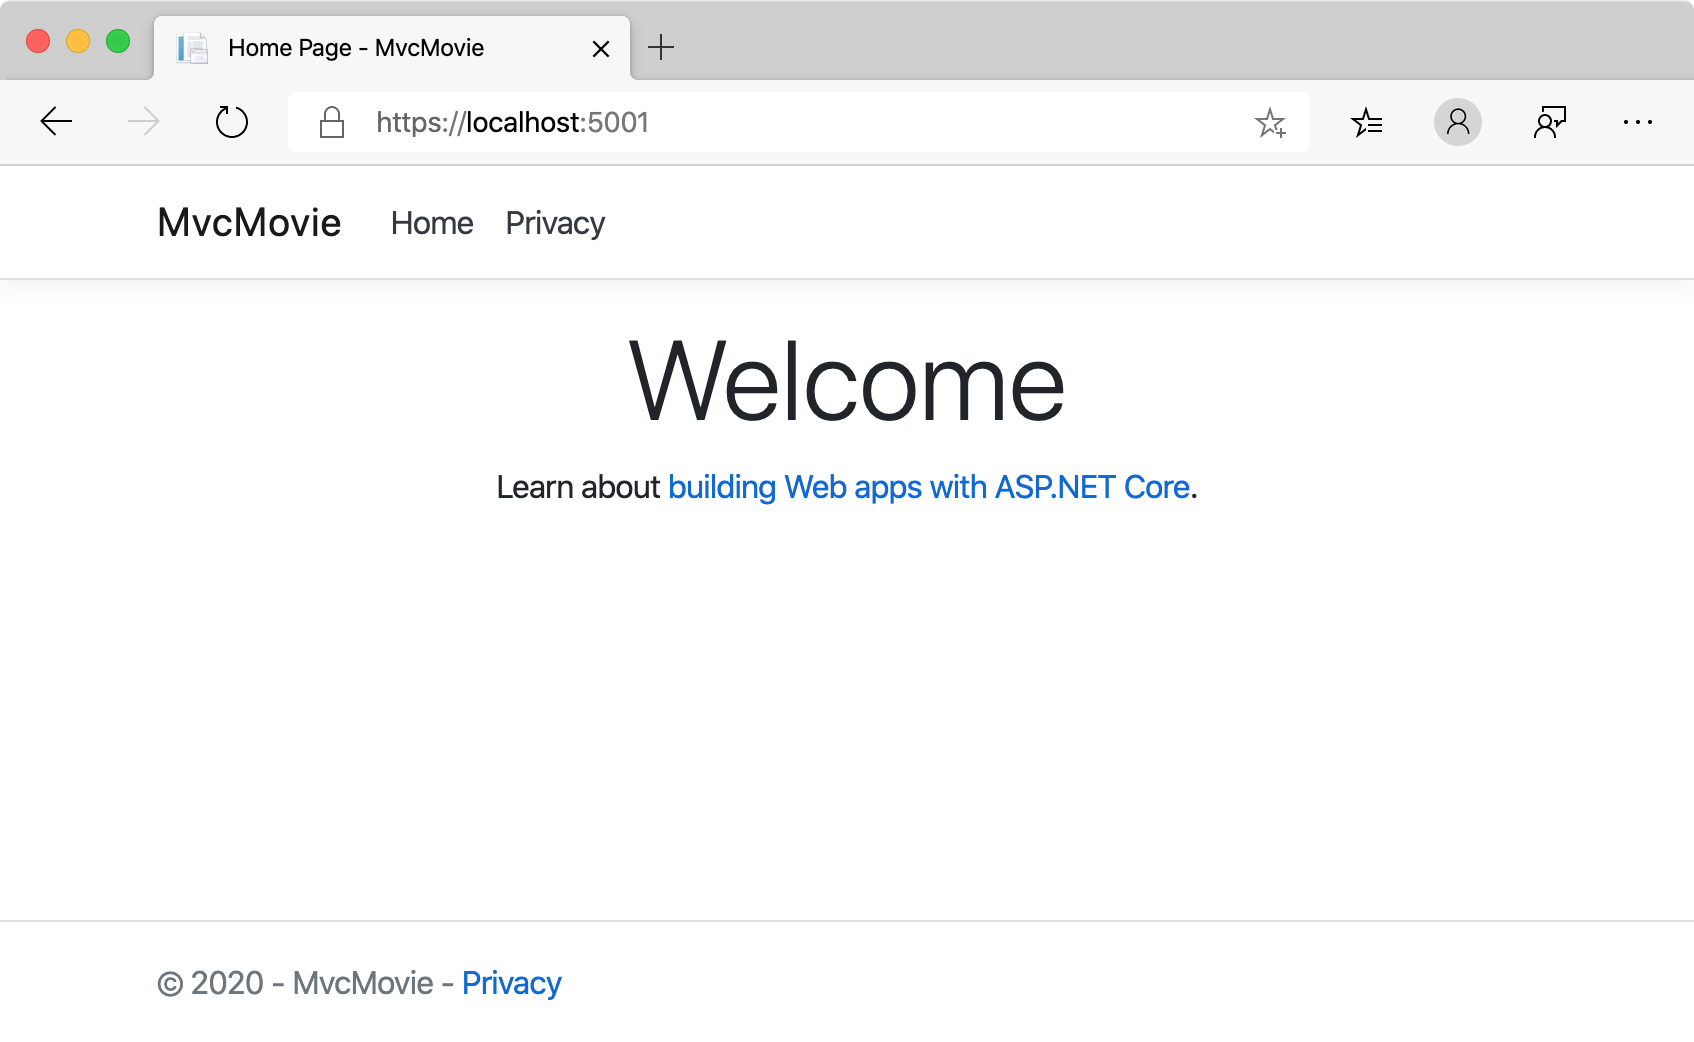 Home Page - MvcMovie
https://localhost:5001
MvcMovie Home Privacy
Welcome
Learn about building Web apps with ASP.NET Core.
© 2020 - MvcMovie - Privacy